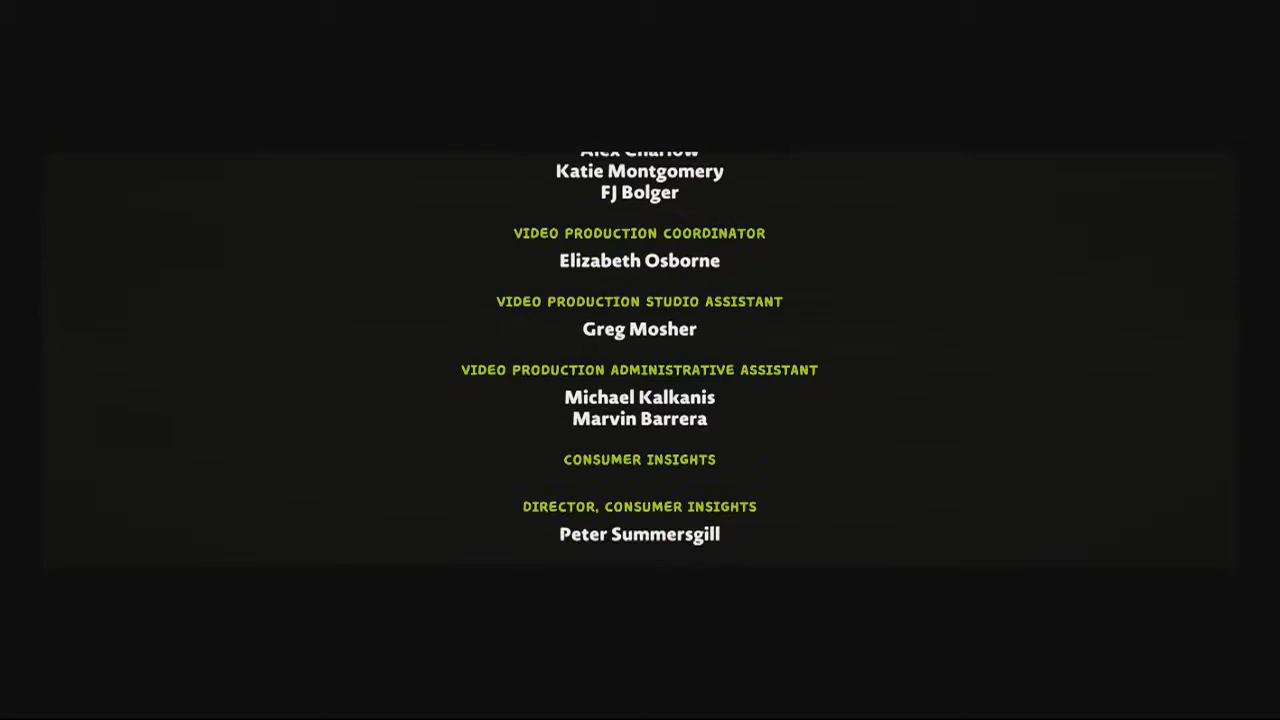 Katie Montgomery
FJ Bolger
VIDEO PRODUCTION COORDINATOR
Elizabeth Osborne
VIDEO PRODUCTION STUDIO ASSISTANT
Greg Mosher
VIDEO PRODUCTION ADMINISTRATIVE ASSISTANT
Michael Kalkanis
Marvin Barrera
CONSUMER INSIGHTS
DIRECTOR, CONSUMER INSIGHTS
Peter Summersgill